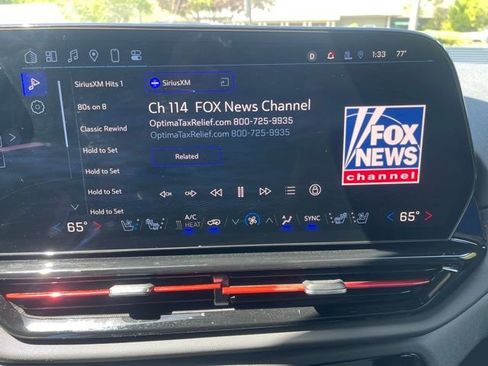 D
1:33
77°
SiriusXM Hits 1
80s on 8
Classic Rewind
Hold to Set
Hold to Set
Hold to Set
Hold to Set
SiriusXM
Ch 114 FOX News Channel
OptimaTaxRelief.com 800-725-9935
OptimaTaxRelief.com 800-725-9935
Related
FOX
NEWS
channel
CH
CH
65°
A/C
HEAT
SYNC
65°